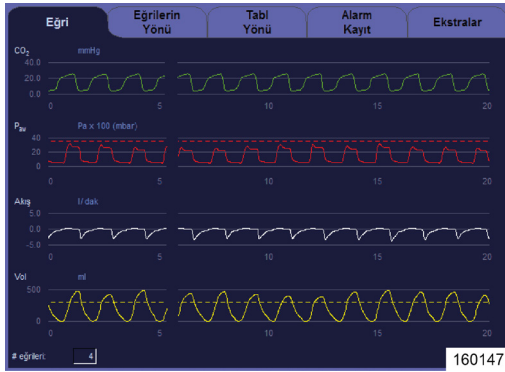 Eğri
Eğrilerin
Yönü
Tabl
Yönü
Alarm
Kayıt
Ekstralar
CO2 mmHg
40.0
20.0
0.0
0 5 10 15 20
Paw Pa x 100 (mbar)
40
20
0
0 5 10 15 20
Akış l/ dak
5.0
0.0
-5.0
0 5 10 15 20
Vol ml
500
0
0 5 10 15 20
# eğrileri: 4
160147